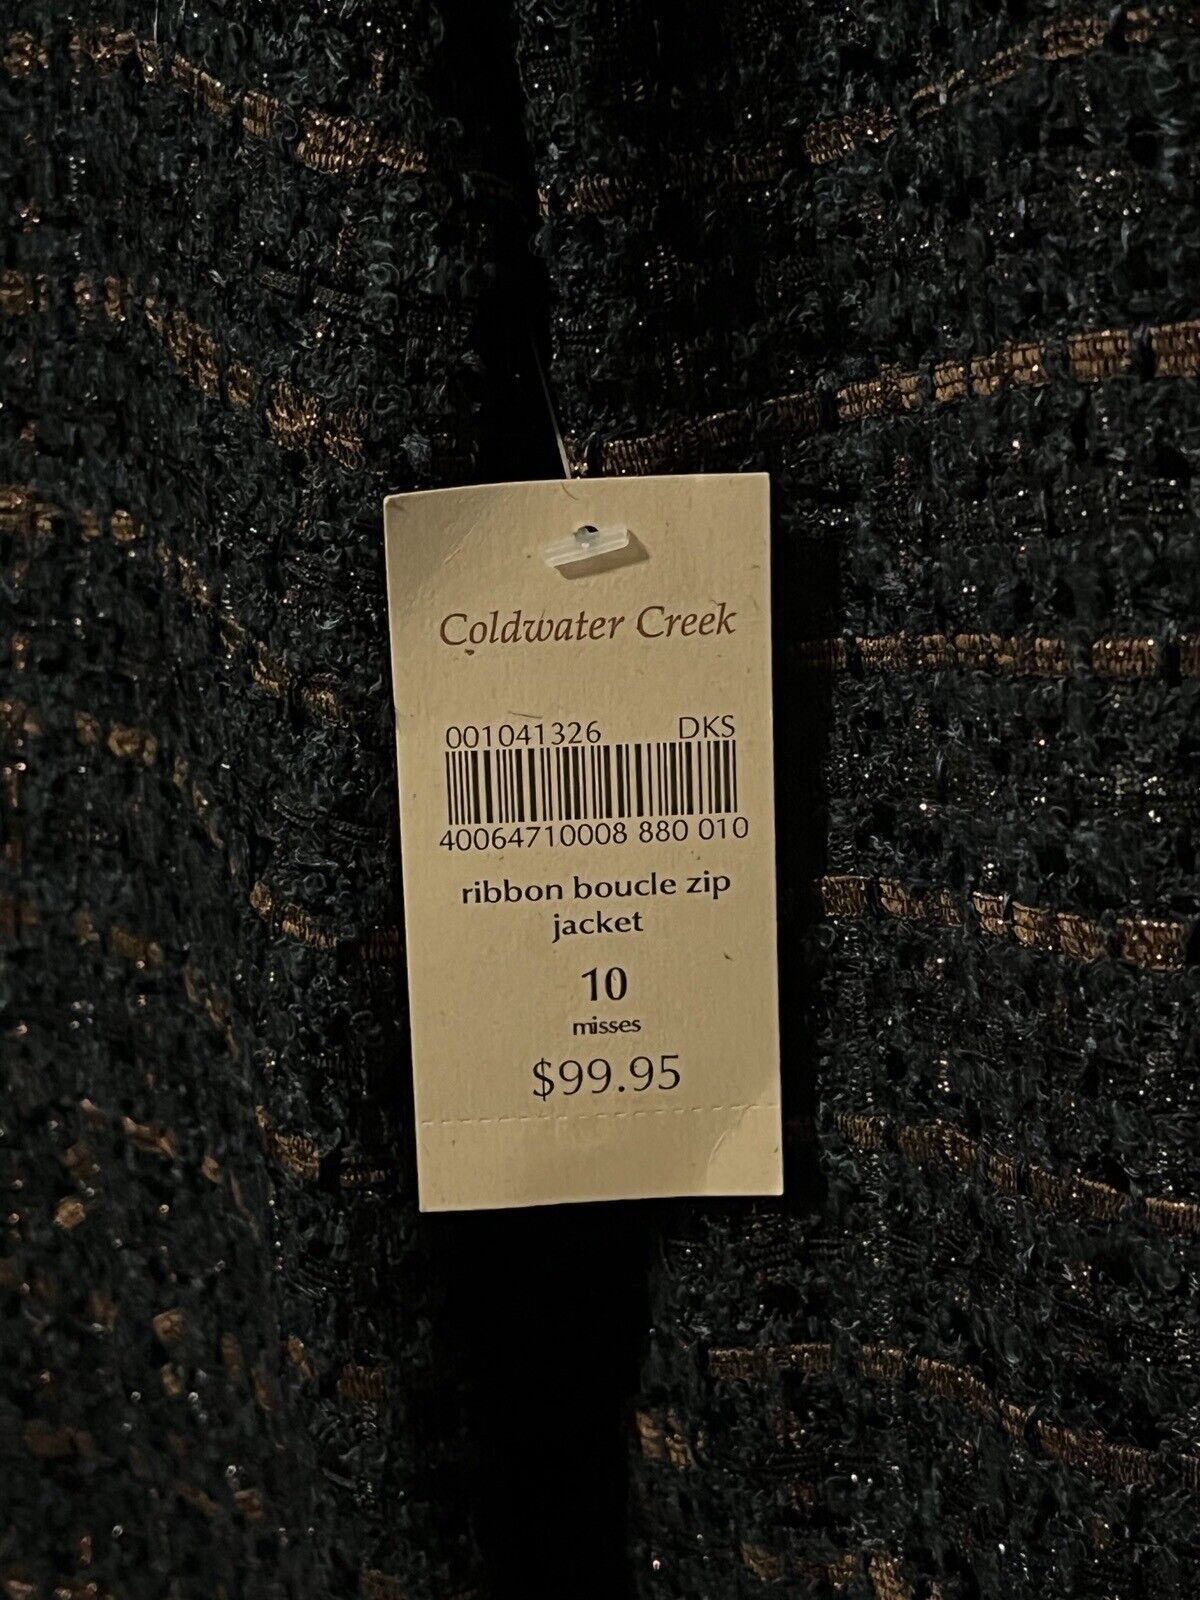 Coldwater Creek
001041326 DKS
40064710008 880 010
ribbon boucle zip
jacket
10
misses
$99.95